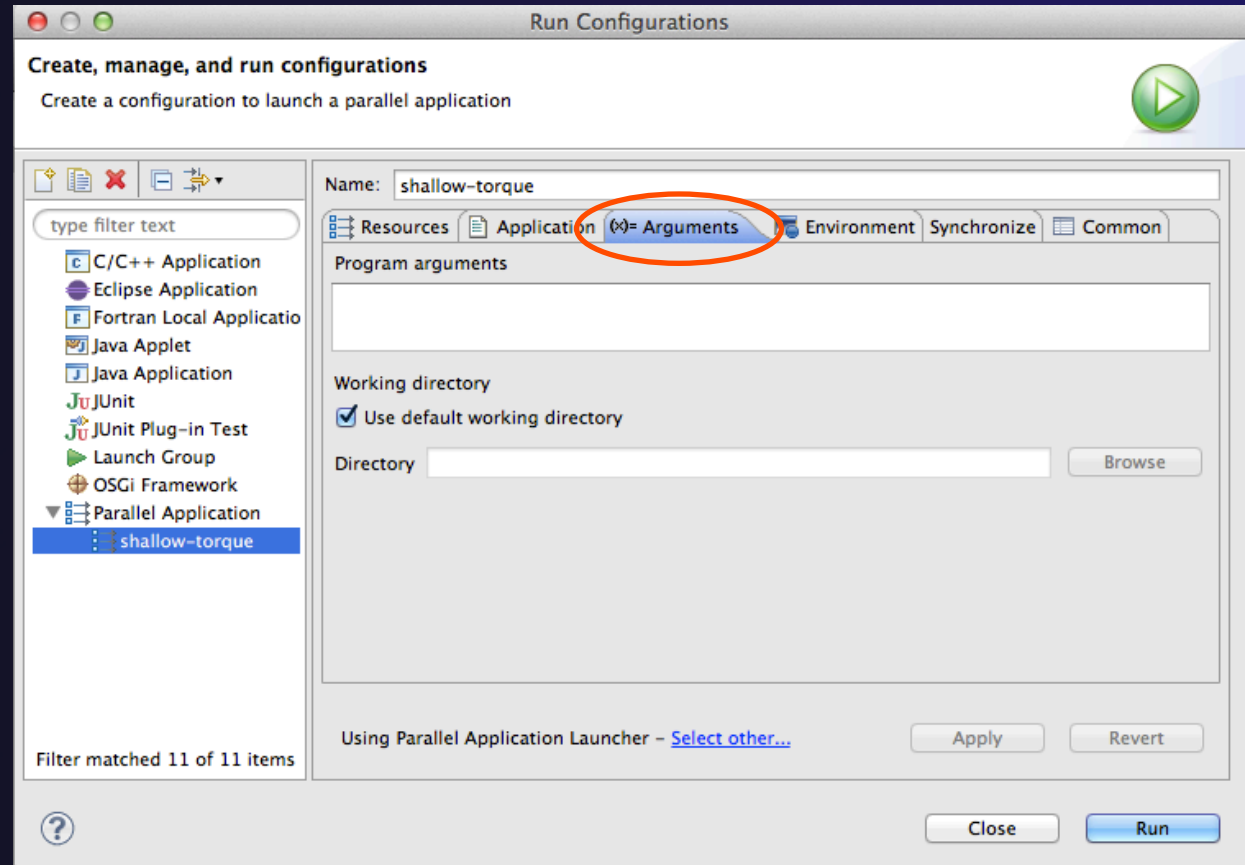 Run Configurations
Create, manage, and run configurations
Create a configuration to launch a parallel application
Name: shallow-torque
type filter text
Resources Application (x)= Arguments Environment Synchronize Common
C/C++ Application
Eclipse Application
Fortran Local Applicatio
Java Applet
Java Application
JUnit
JUnit Plug-in Test
Launch Group
OSGi Framework
Parallel Application
shallow-torque
Filter matched 11 of 11 items
Program arguments
Working directory
Use default working directory
Directory Browse
Using Parallel Application Launcher - Select other... Apply Revert
? Close Run